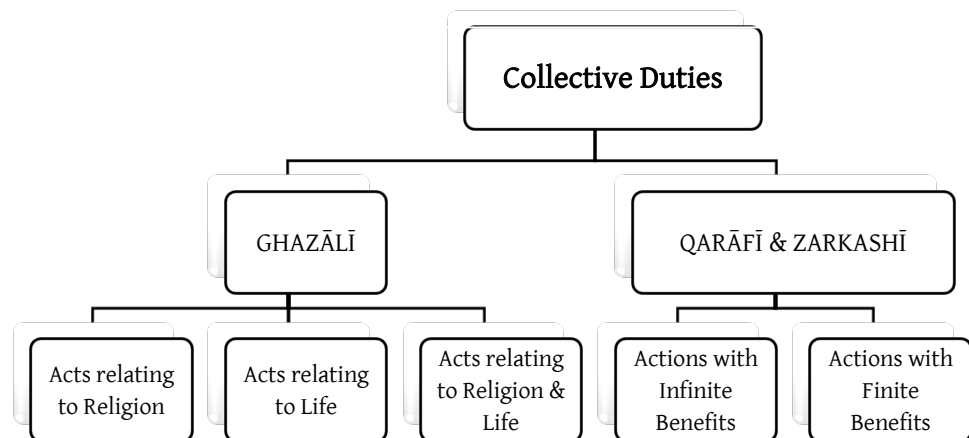 Collective Duties
GHAZĀLĪ
QARĀFĪ & ZARKASHĪ
Acts relating
to Religion
Acts relating
to Life
Acts relating
to Religion &
Life
Actions with
Infinite
Benefits
Actions with
Finite
Benefits